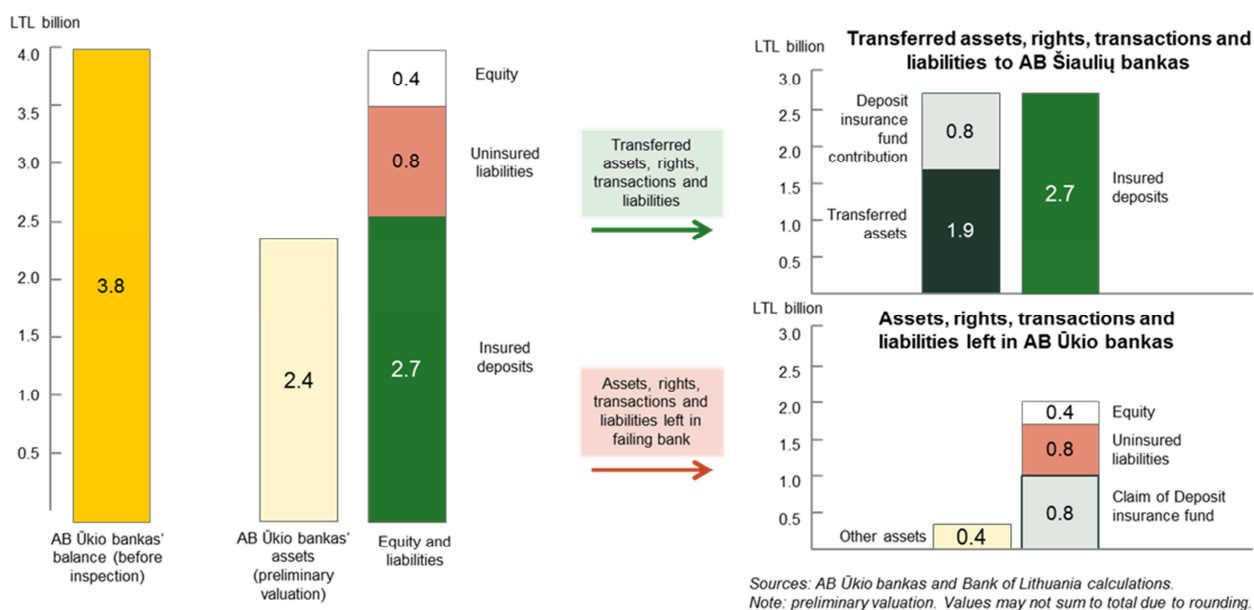 LTL billion
4.0
3.5
3.0
2.5
2.0
1.5
1.0
0.5
3.8
2.4
0.4
0.8
2.7
Equity
Uninsured
liabilities
Insured
deposits
AB Ūkio bankas‘
balance (before
inspection)
AB Ūkio bankas‘
assets
(preliminary
valuation)
Equity and
liabilities
Transferred
assets, rights,
transactions and
liabilities
Assets, rights,
transactions and
liabilities left in
failing bank
LTL billion
Transferred assets, rights, transactions and
liabilities to AB Šiaulių bankas
3.0
2.5
2.0
1.5
1.0
0.5
Deposit
insurance
fund
contribution
Transferred
assets
0.8
1.9
2.7
Insured
deposits
LTL billion
Assets, rights, transactions and
liabilities left in AB Ūkio bankas
3.0
2.5
2.0
1.5
1.0
0.5
Other assets
0.4
0.4
0.8
0.8
Equity
Uninsured
liabilities
Claim of Deposit
insurance fund
Sources: AB Ūkio bankas and Bank of Lithuania calculations.
Note: preliminary valuation. Values may not sum to total due to rounding.